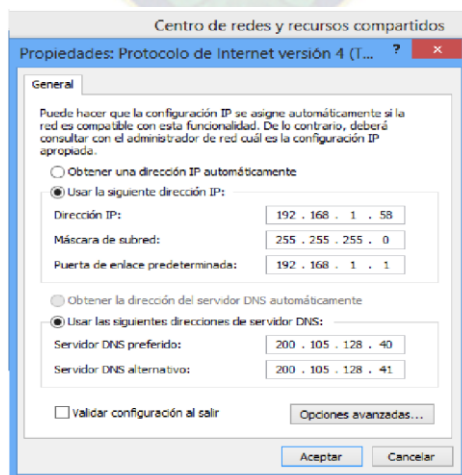 Centro de redes y recursos compartidos
Propiedades: Protocolo de Internet versión 4 (T... ? ×
General
Puede hacer que la configuración IP se asigne automáticamente si la
red es compatible con esta funcionalidad. De lo contrario, deberá
consultar con el administrador de red cuál es la configuración IP
apropiada.
Obtener una dirección IP automáticamente
Usar la siguiente dirección IP:
Dirección IP: 192 . 168 . 1 . 58
Máscara de subred: 255 . 255 . 255 . 0
Puerta de enlace predeterminada: 192 . 168 . 1 . 1
Obtener la dirección del servidor DNS automáticamente
Usar las siguientes direcciones de servidor DNS:
Servidor DNS preferido: 200 . 105 . 128 . 40
Servidor DNS alternativo: 200 . 105 . 128 . 41
Validar configuración al salir Opciones avanzadas...
Aceptar Cancelar